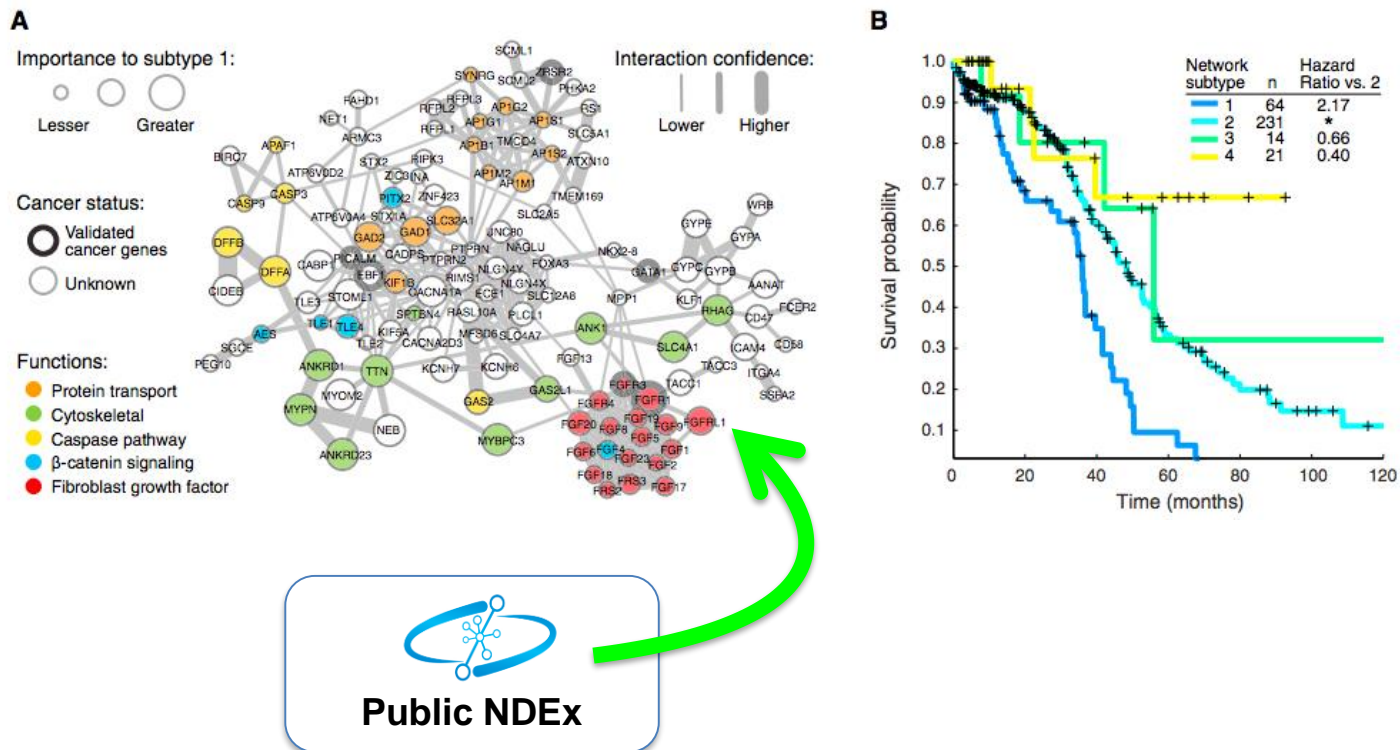 A
Importance to subtype 1:
Lesser Greater
Interaction confidence:
Lower Higher
Cancer status:
Validated
cancer genes
Unknown
Functions:
Protein transport
Cytoskeletal
Caspase pathway
β-catenin signaling
Fibroblast growth factor
SCML1
SCMJ2
ZRSR2
SYNRG
PHKA2
FAHD1
RFPL3
RFPL2
AP1G2
AP1S1
GS1
NET1
AP1G1
RFPL1
ARMC3
TMCO4
SLC5A1
APAF1
AP1B1
BIRC7
STX2
RIPK3
AP1S2
ATXN10
ATP6V0D2
ZIC3
INA
AP1M2
AP1M1
CASP3
PITX2
ZNF423
TMEM169
CASP9
ATP6V0A4
STX1A
SLC32A1
SLC2A5
WRB
GYPE
DFFB
GAD2
GAD1
JNC80
GYPA
PTPRN
NAGLU
NKX2-8
CADPS
PICALM
PTPRN2
CABP1
NLGN4Y
FOXA3
GATA1
GYPC
GYPB
DFFA
EBF1
KIF1B
RIMS1
NLGN4X
AANAT
CIDEB
CACNA1A
ECE1
SLC12A8
MPP1
KLF1
TLE3
STOML1
SPTBN4
RASL10A
PLCL1
RHAG
CD47
FCER2
AES
TLE1
TLE4
KIF5A
MFSD6
SLC4A7
ANK1
SGCE
TLE2
CACNA2D3
SLC4A1
ICAM4
CD58
PEG10
ANKRD1
TTN
KCNH7
KCNH6
FGF13
TACC3
ITGA4
TACC1
SSFA2
MYOM2
GAS2
GAS2L1
FGFR3
FGFR1
MYPN
FGFR4
NEB
FGF20
FGF19
FGF9
FGFRL1
FGF8
MYBPC3
FGF5
ANKRD23
FGF6
FGF4
FGF1
FGF23
FGF2
FGF18
FRS3
FRS2
FGF17
Public NDEx
B
Network subtype n Hazard Ratio vs. 2
1 64 2.17
2 231 *
3 14 0.66
4 21 0.40
Survival probability
1.0
0.9
0.8
0.7
0.6
0.5
0.4
0.3
0.2
0.1
0 20 40 60 80 100 120
Time (months)